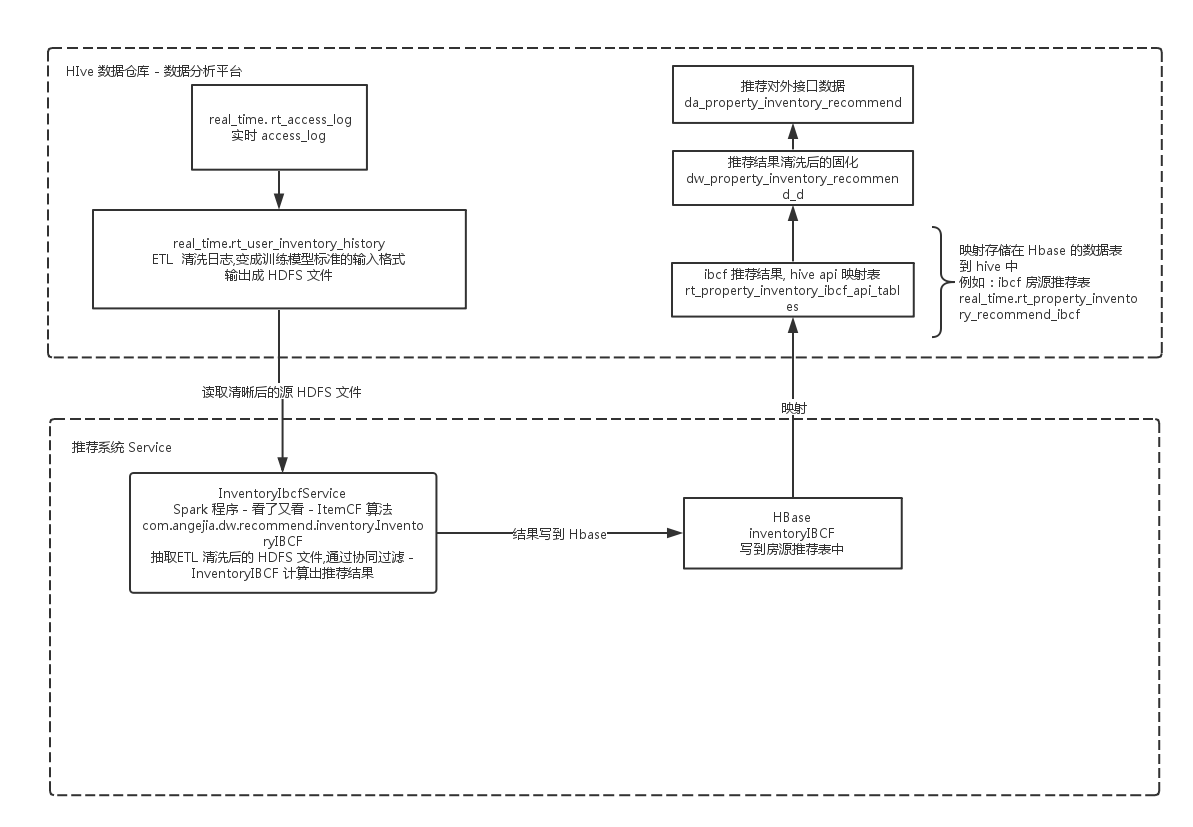 HIve 数据仓库 - 数据分析平台
real_time. rt_access_log
实时 access_log
real_time.rt_user_inventory_history
ETL  清洗日志,变成训练模型标准的输入格式
输出成 HDFS 文件
推荐对外接口数据
da_property_inventory_recommend
推荐结果清洗后的固化
dw_property_inventory_recommen
d_d
ibcf 推荐结果, hive api 映射表
rt_property_inventory_ibcf_api_tabl
es
映射存储在 Hbase 的数据表
到 hive 中
例如：ibcf 房源推荐表
real_time.rt_property_invento
ry_recommend_ibcf
读取清晰后的源 HDFS 文件
映射
推荐系统 Service
InventoryIbcfService
Spark 程序 - 看了又看 - ItemCF 算法
com.angejia.dw.recommend.inventory.Invento
ryIBCF
抽取ETL 清洗后的 HDFS 文件,通过协同过滤 -
InventoryIBCF 计算出推荐结果
结果写到 Hbase
HBase
inventoryIBCF
写到房源推荐表中